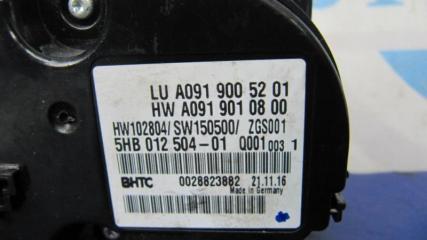 LU A091 900 52 01
HW A091 901 08 00
HW102804/ SW150500/ ZGS001
5HB 012 504-01 Q001 003 1
BHTC 0028823882 21.11.16
Made in Germany